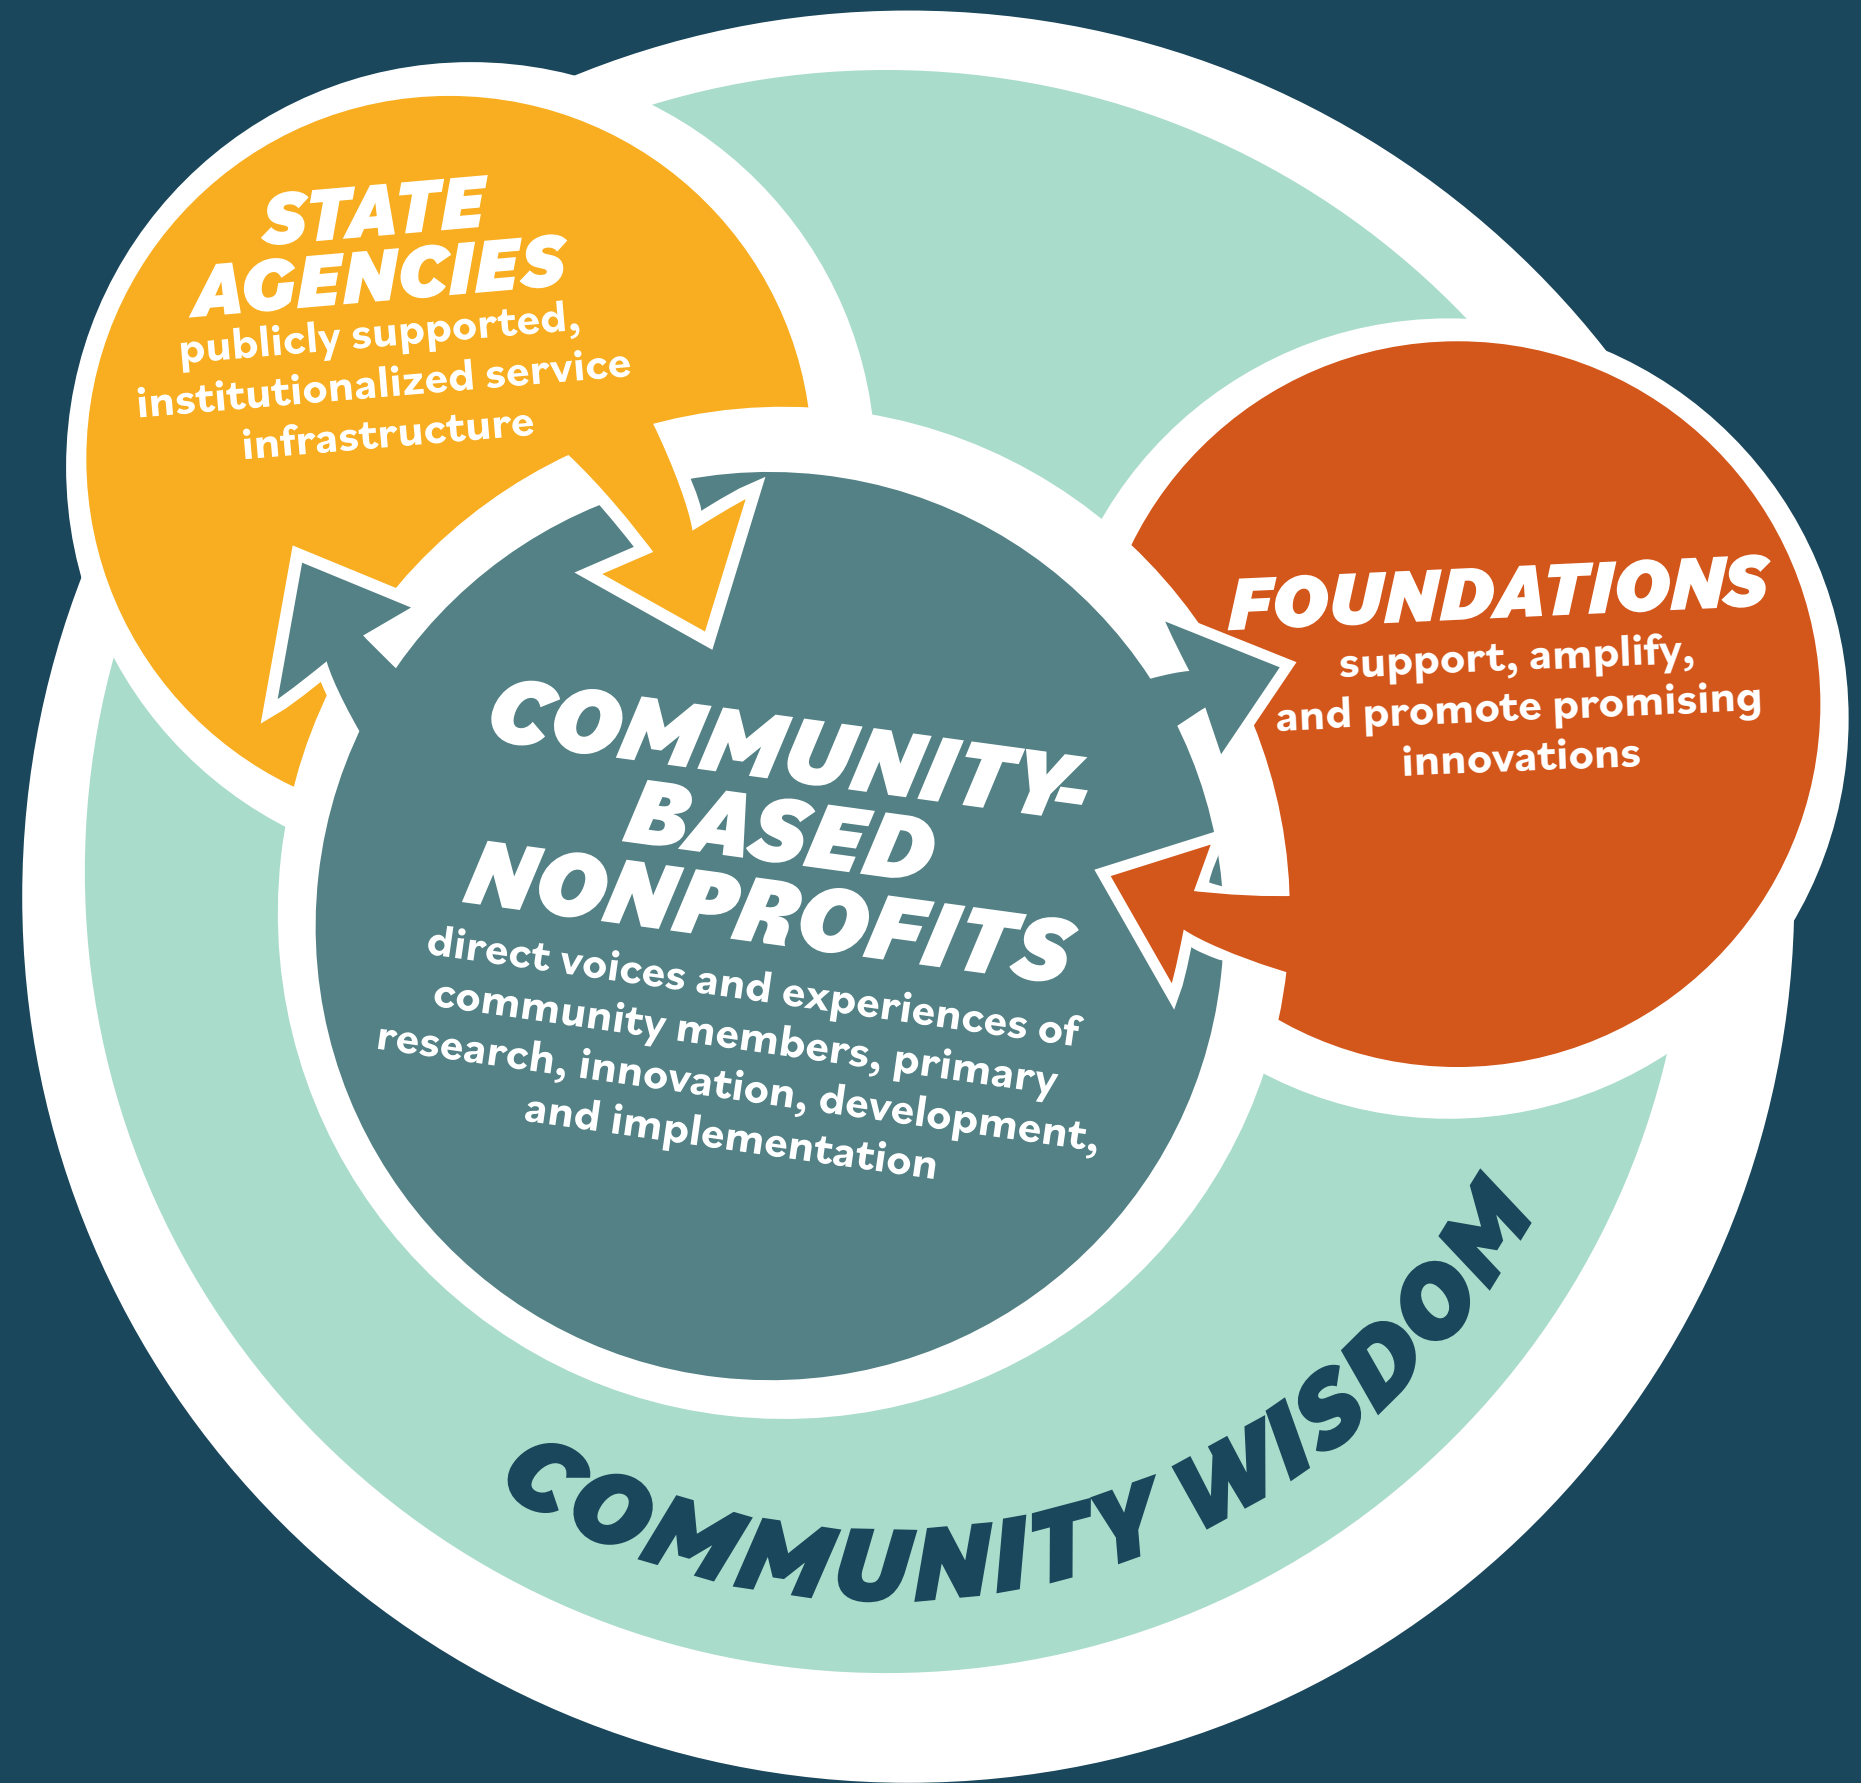 STATE
AGENCIES
publicly supported,
institutionalized service
infrastructure
FOUNDATIONS
support, amplify,
and promote promising
innovations
COMMUNITY-
BASED
NONPROFITS
direct voices and experiences of
community members, primary
research, innovation, development,
and implementation
COMMUNITY WISDOM